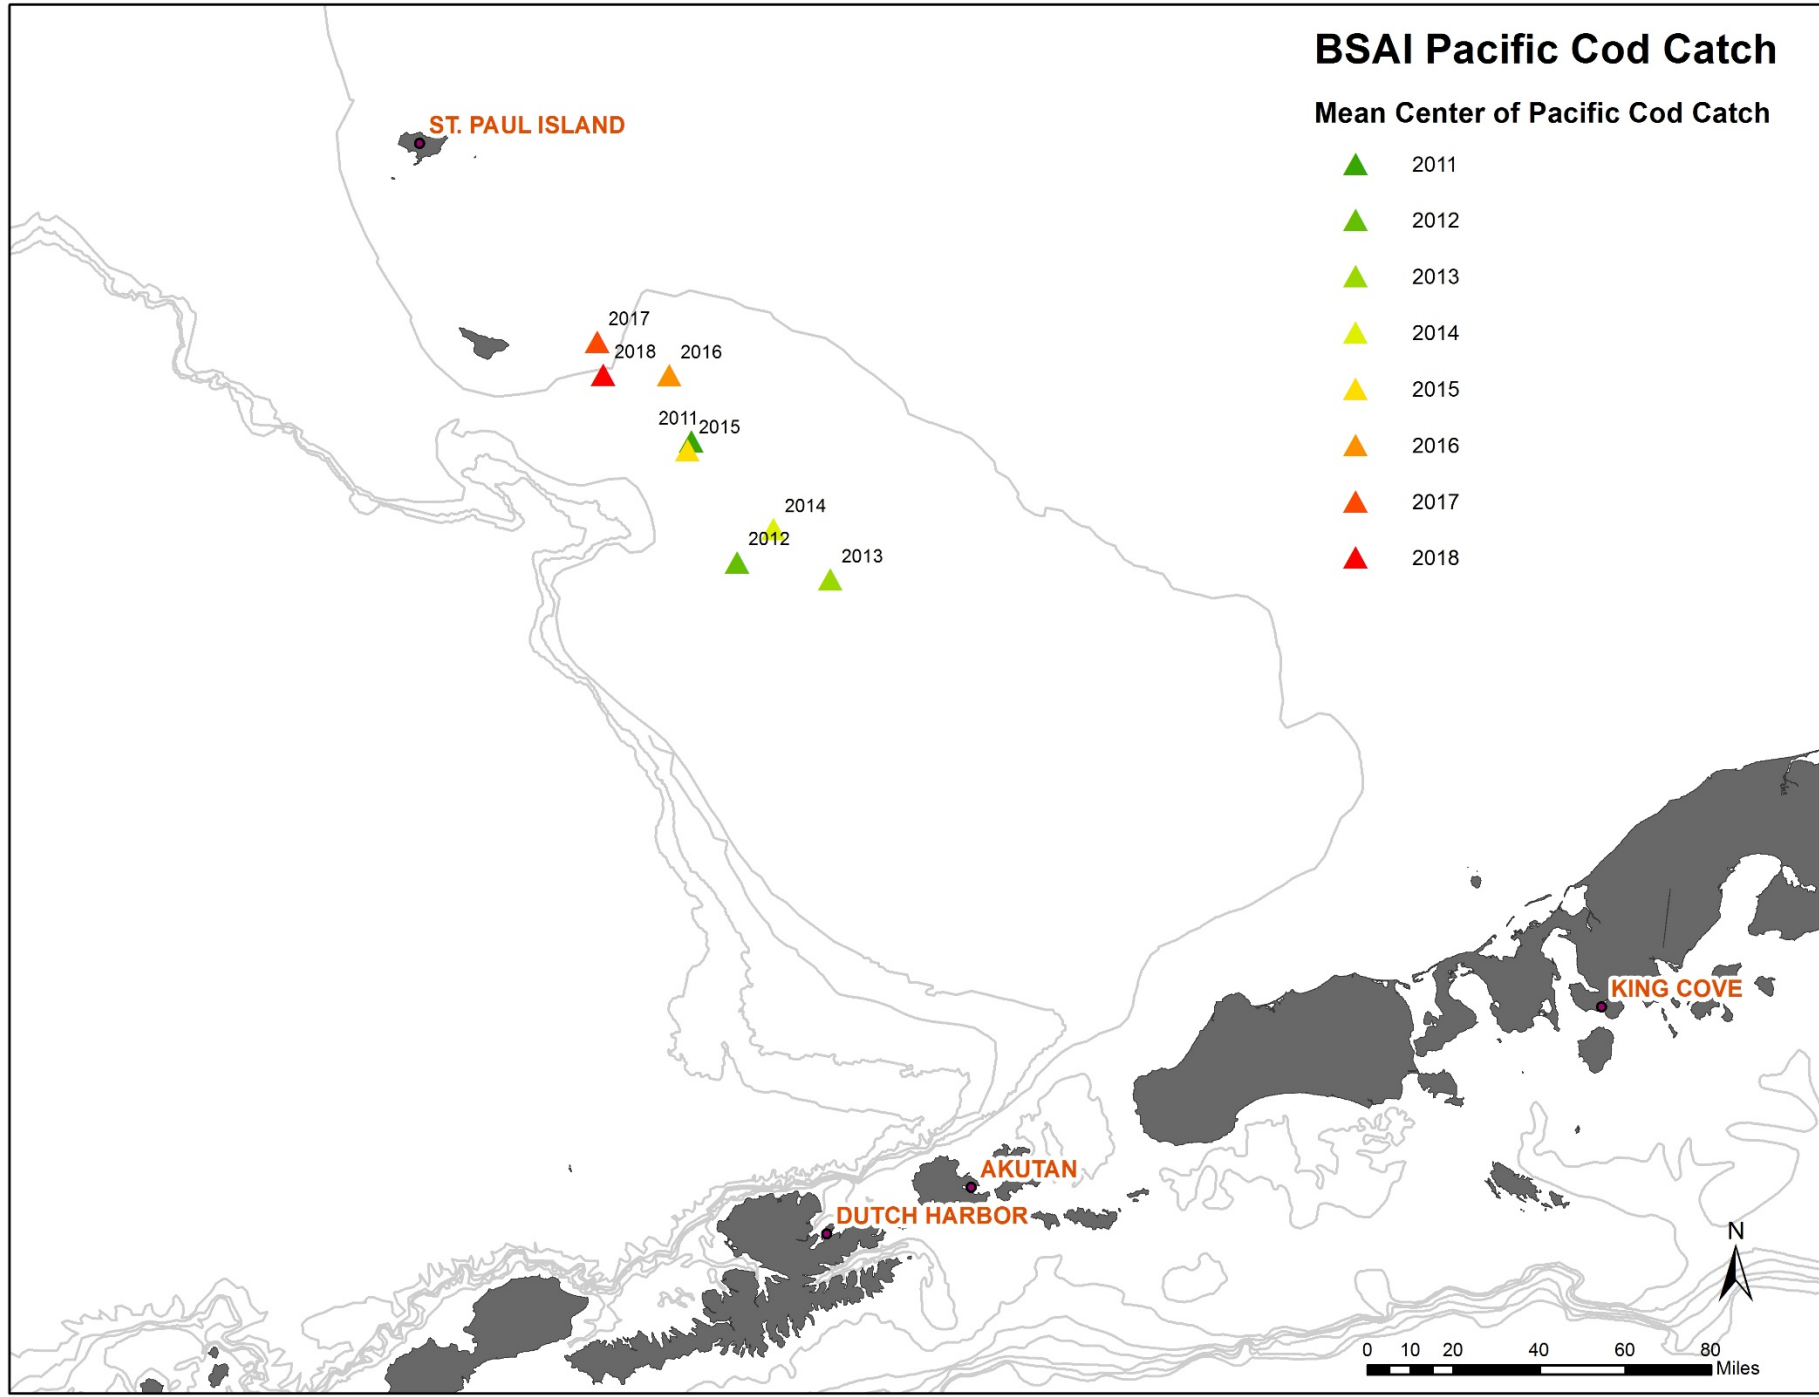 BSAI Pacific Cod Catch
Mean Center of Pacific Cod Catch
2011
2012
2013
2014
2015
2016
2017
2018
ST. PAUL ISLAND
2017
2018
2016
2011
2015
2014
2012
2013
KING COVE
AKUTAN
DUTCH HARBOR
N
0 10 20 40 60 80
Miles